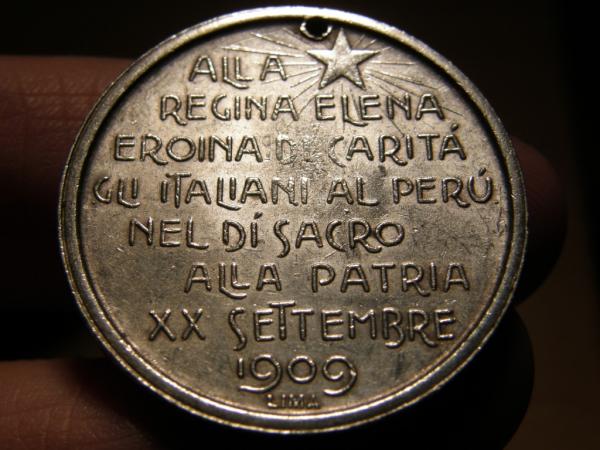 ALLA
REGINA ELENA
EROINA DI CARITÁ
GLI ITALIANI AL PERÚ
NEL DÍ SACRO
ALLA PATRIA
XX SETTEMBRE
1909
LIMA